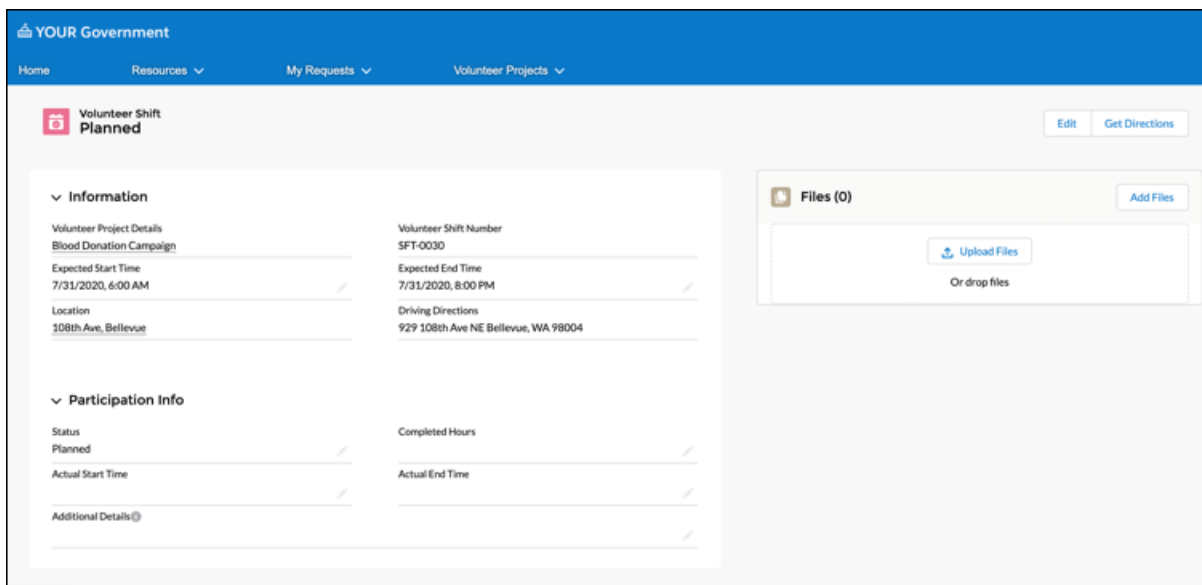 YOUR Government
Home Resources My Requests Volunteer Projects
Volunteer Shift
Planned
Edit Get Directions
Information
Volunteer Project Details Volunteer Shift Number
Blood Donation Campaign SFT-0030
Expected Start Time Expected End Time
7/31/2020, 6:00 AM 7/31/2020, 8:00 PM
Location Driving Directions
108th Ave, Bellevue 929 108th Ave NE Bellevue, WA 98004
Participation Info
Status Completed Hours
Planned
Actual Start Time Actual End Time
Additional Details
Files (0) Add Files
Upload Files
Or drop files